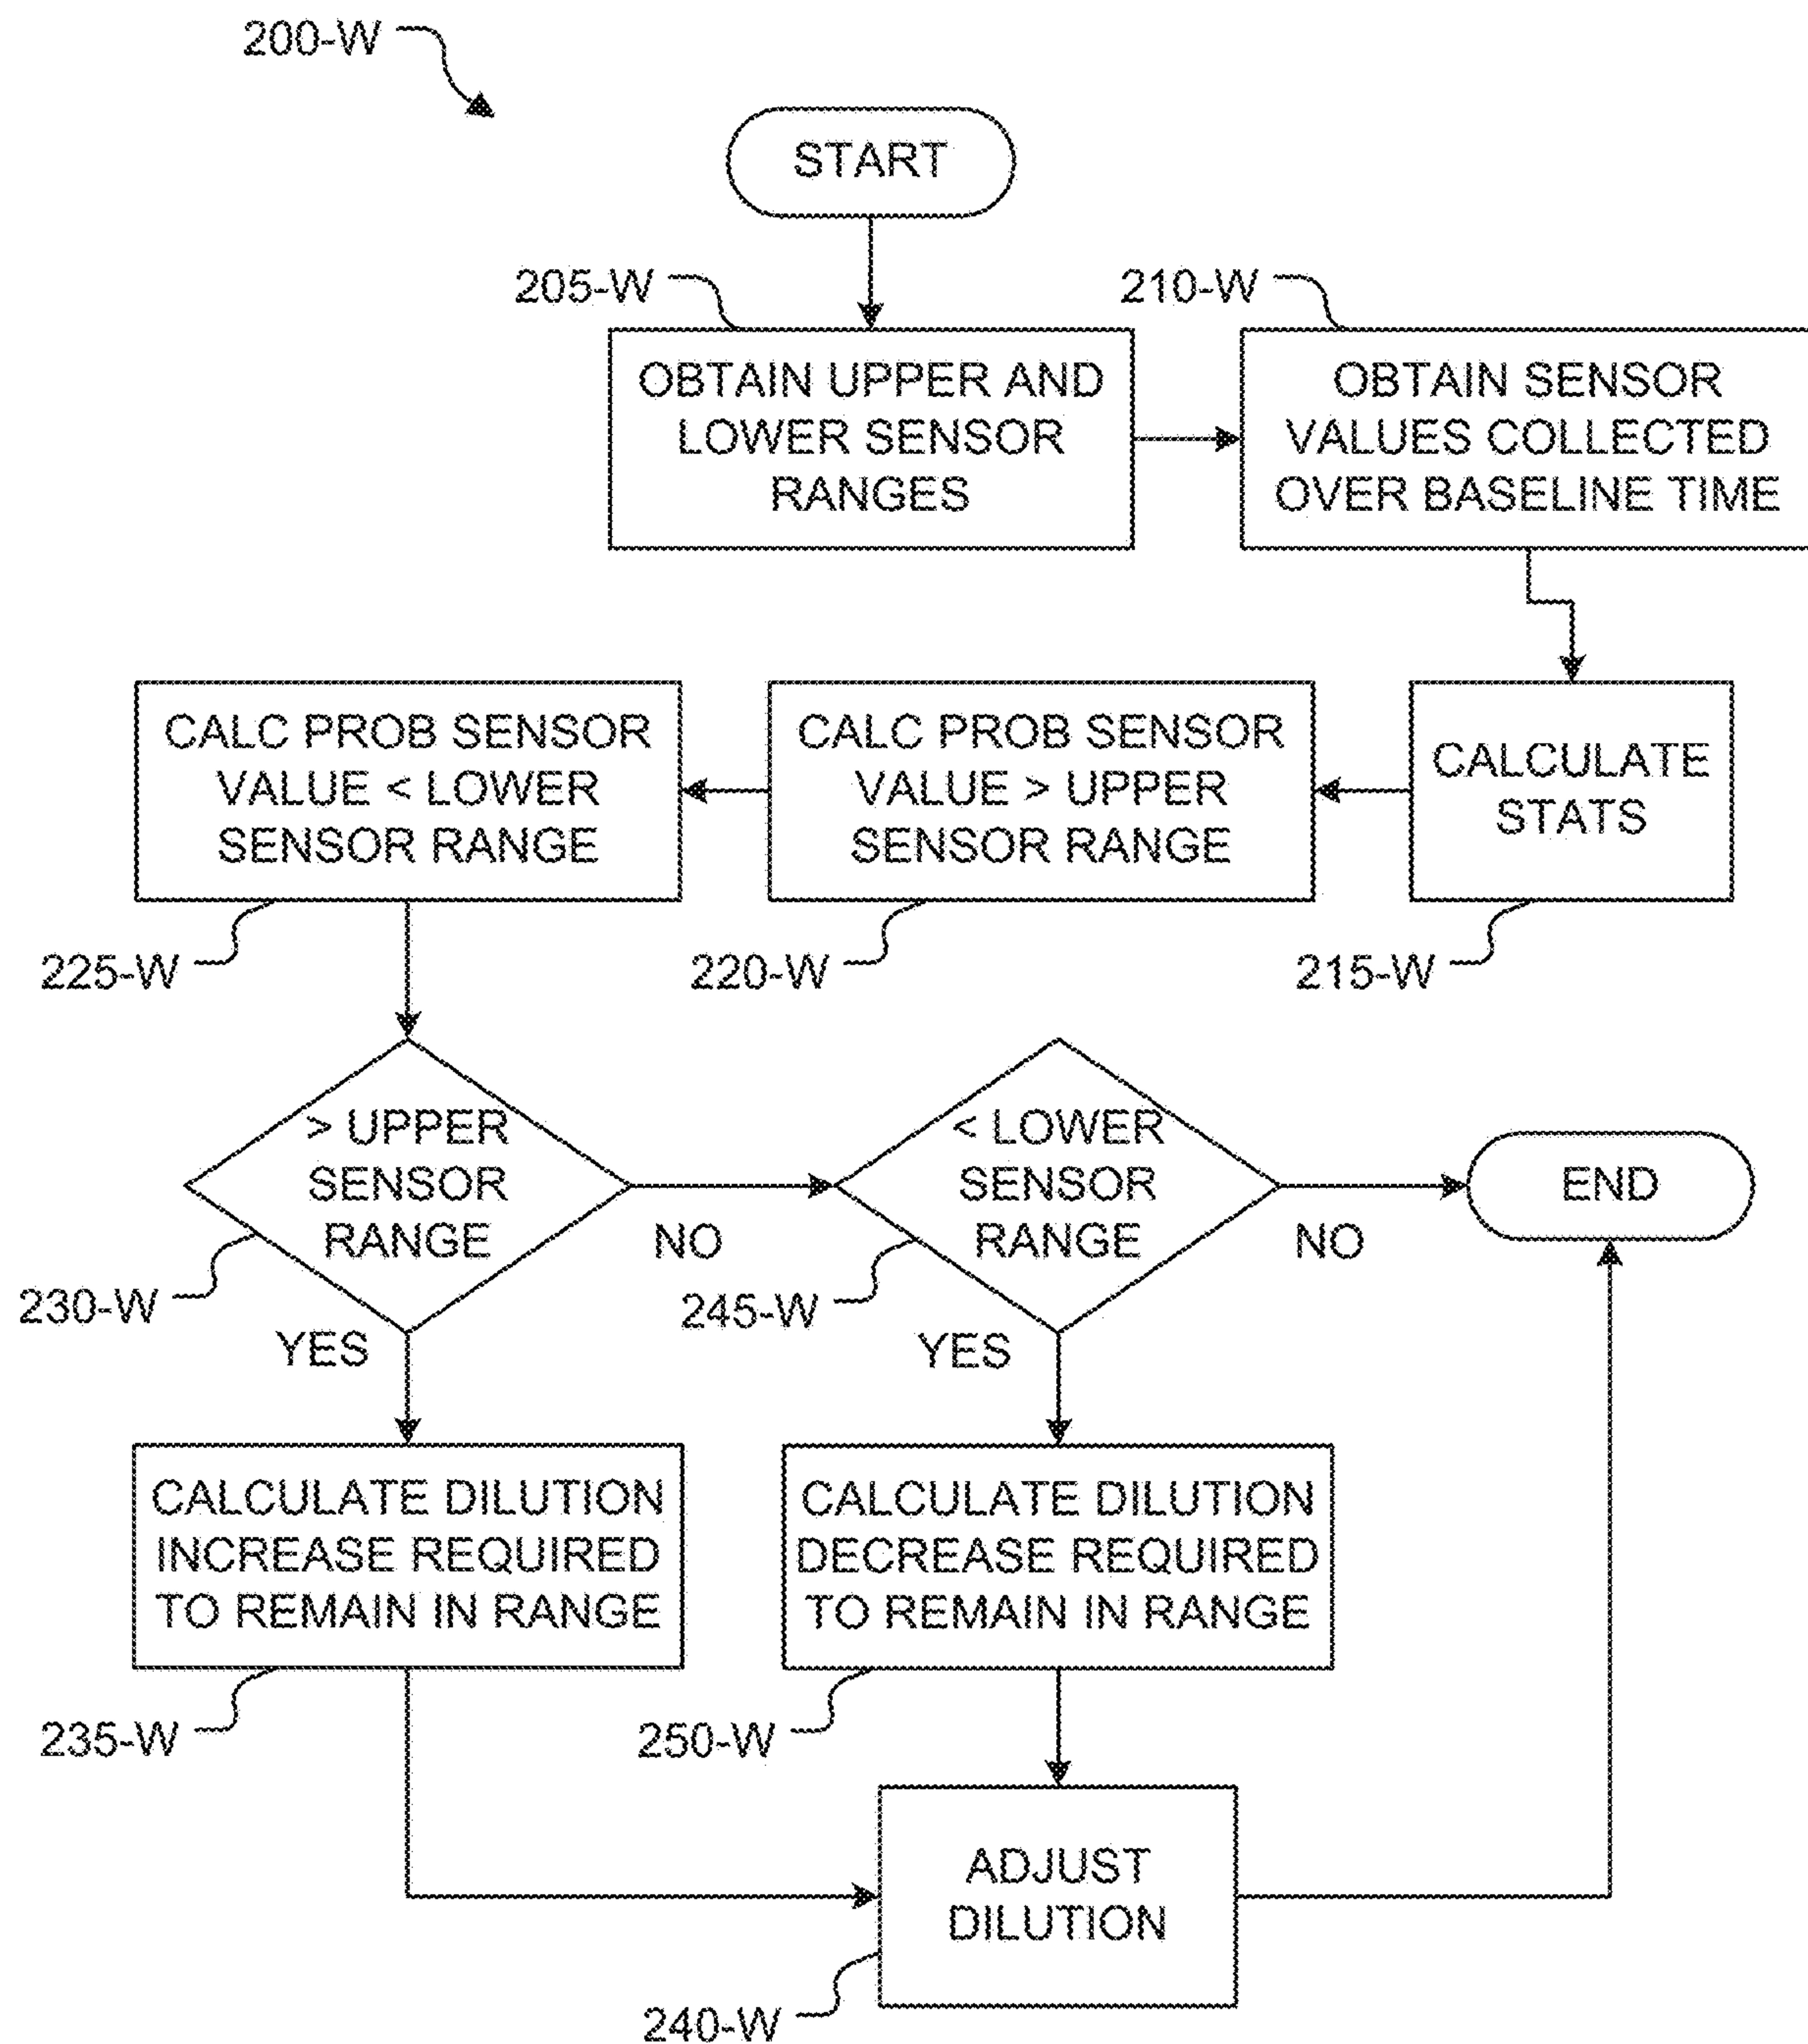 200-W
START
205-W
210-W
OBTAIN UPPER AND
LOWER SENSOR
RANGES
OBTAIN SENSOR
VALUES COLLECTED
OVER BASELINE TIME
CALC PROB SENSOR
VALUE < LOWER
SENSOR RANGE
CALC PROB SENSOR
VALUE > UPPER
SENSOR RANGE
CALCULATE
STATS
225-W
220-W
215-W
> UPPER
SENSOR
RANGE
NO
< LOWER
SENSOR
RANGE
NO
END
230-W
YES
245-W
YES
CALCULATE DILUTION
INCREASE REQUIRED
TO REMAIN IN RANGE
CALCULATE DILUTION
DECREASE REQUIRED
TO REMAIN IN RANGE
235-W
250-W
ADJUST
DILUTION
240-W